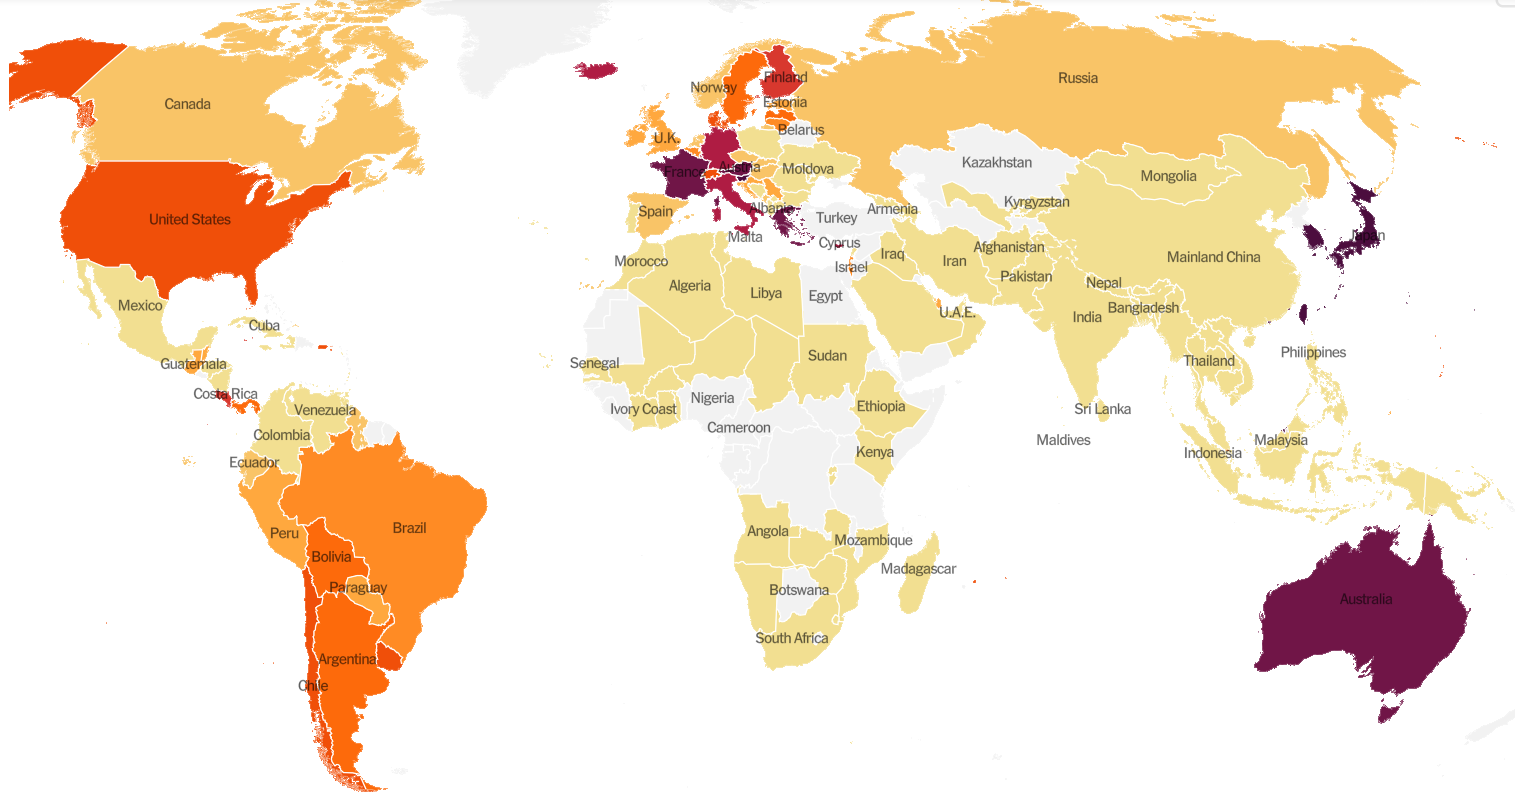 Canada
United States
Mexico
Cuba
Guatemala
Costa Rica
Venezuela
Colombia
Ecuador
Peru
Brazil
Bolivia
Paraguay
Argentina
Chile
Norway
Finland
Estonia
Russia
U.K.
Belarus
France
Austria
Moldova
Kazakhstan
Mongolia
Spain
Albania
Turkey
Armenia
Kyrgyzstan
Japan
Malta
Cyprus
Morocco
Israel
Iraq
Iran
Afghanistan
Mainland China
Algeria
Libya
Egypt
Pakistan
Nepal
U.A.E.
India
Bangladesh
Senegal
Sudan
Thailand
Philippines
Ivory Coast
Nigeria
Cameroon
Ethiopia
Sri Lanka
Kenya
Maldives
Malaysia
Indonesia
Angola
Mozambique
Madagascar
Botswana
South Africa
Australia